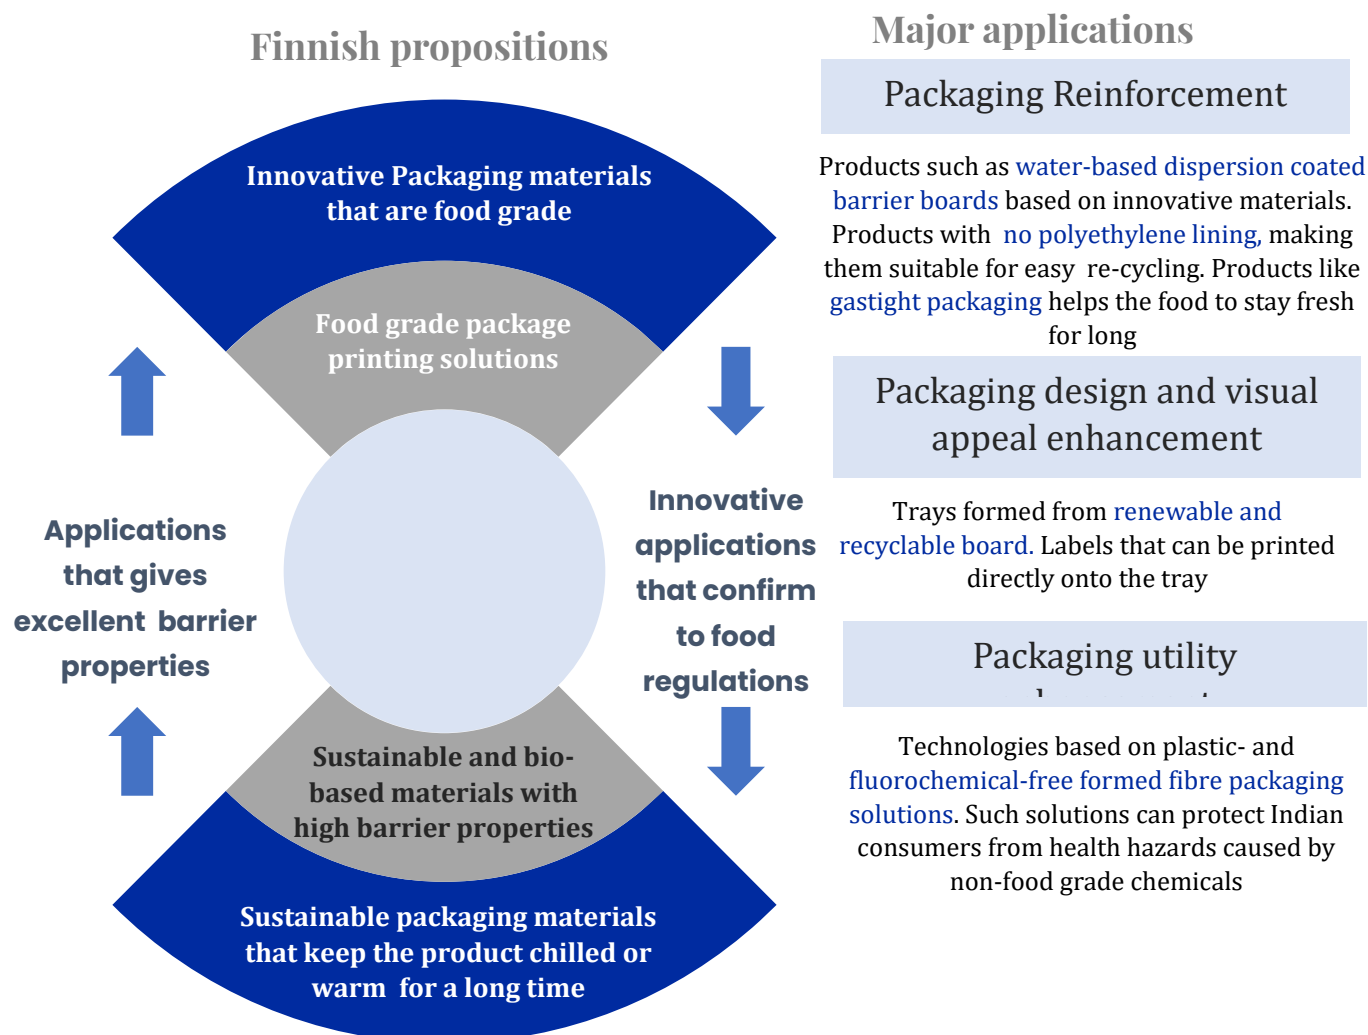 Finnish propositions
Innovative Packaging materials
that are food grade
Food grade package
printing solutions
Applications
that gives
excellent barrier
properties
Innovative
applications
that confirm
to food
regulations
Sustainable and bio-
based materials with
high barrier properties
Sustainable packaging materials
that keep the product chilled or
warm for a long time
Major applications
Packaging Reinforcement
Products such as water-based dispersion coated
barrier boards based on innovative materials.
Products with no polyethylene lining, making
them suitable for easy re-cycling. Products like
gastight packaging helps the food to stay fresh
for long
Packaging design and visual
appeal enhancement
Trays formed from renewable and
recyclable board. Labels that can be printed
directly onto the tray
Packaging utility
Technologies based on plastic- and
fluorochemical-free formed fibre packaging
solutions. Such solutions can protect Indian
consumers from health hazards caused by
non-food grade chemicals